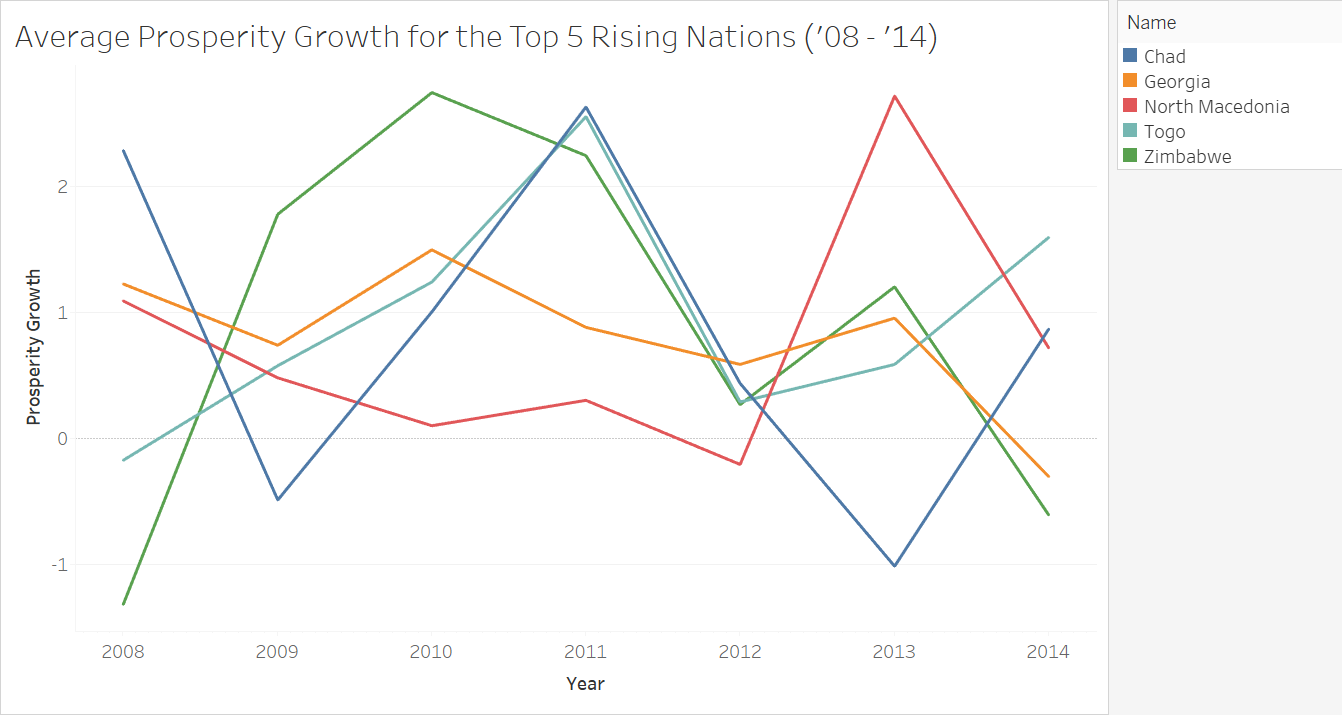 Average Prosperity Growth for the Top 5 Rising Nations ('08 - '14)
Name
Chad
Georgia
North Macedonia
Togo
Zimbabwe
Prosperity Growth
2
1
0
-1
2008 2009 2010 2011 2012 2013 2014
Year